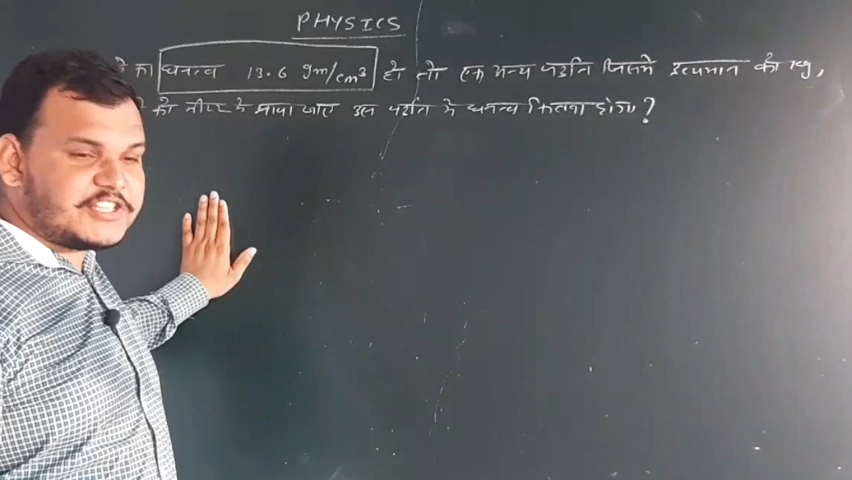 PHYSICS
का घनत्व 13.6 gm/cm³ हो तो एक अन्य पद्धति जिसमे द्रव्यमान को kg,
को मीटर मे मापा जाए उस पद्धति मे घनत्व कितना होगा ?